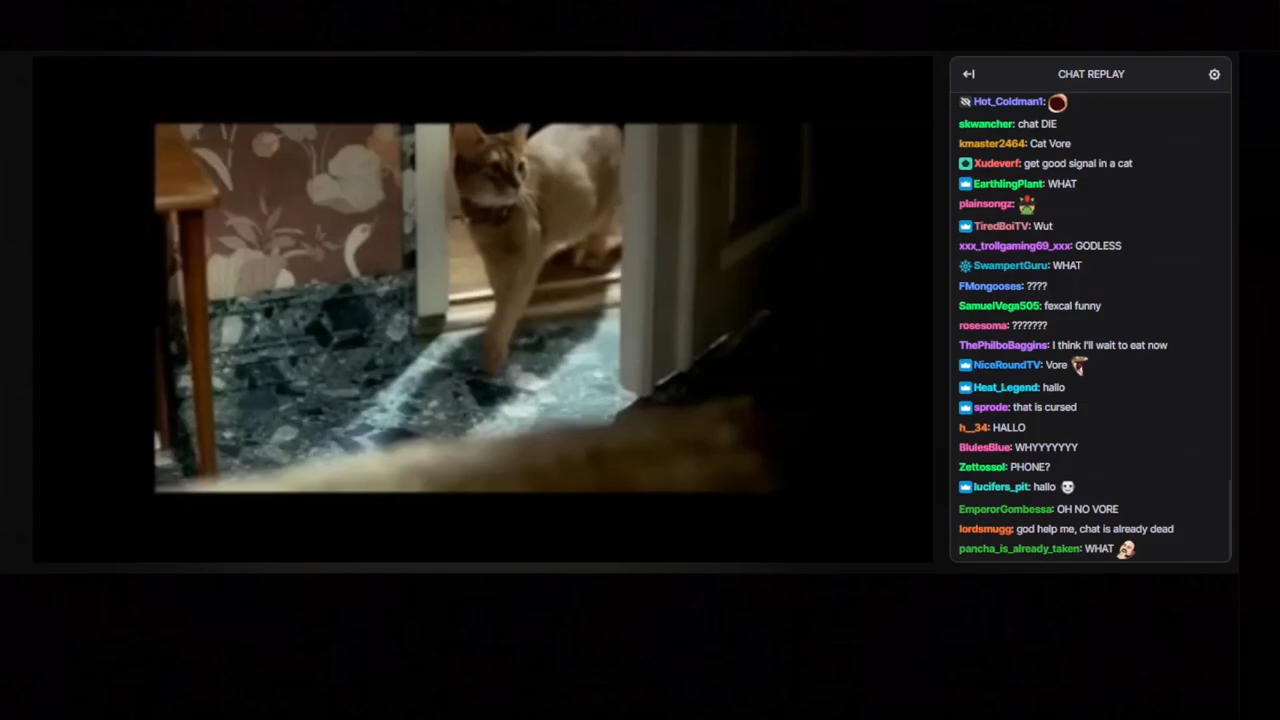 CHAT REPLAY
Hot_Coldman1:
skwancher: chat DIE
kmaster2464: Cat Vore
Xudeverf: get good signal in a cat
EarthlingPlant: WHAT
plainsongz:
TiredBoiTV: Wut
xxx_trollgaming69_xxx: GODLESS
SwampertGuru: WHAT
FMongooses: ????
SamuelVega505: fexcal funny
rosesoma: ???????
ThePhilboBaggins: I think I'll wait to eat now
NiceRoundTV: Vore
Heat_Legend: hallo
sprode: that is cursed
h__34: HALLO
BlulesBlue: WHYYYYYYY
Zettossol: PHONE?
lucifers_pit: hallo
EmperorGombessa: OH NO VORE
lordsmugg: god help me, chat is already dead
pancha_is_already_taken: WHAT